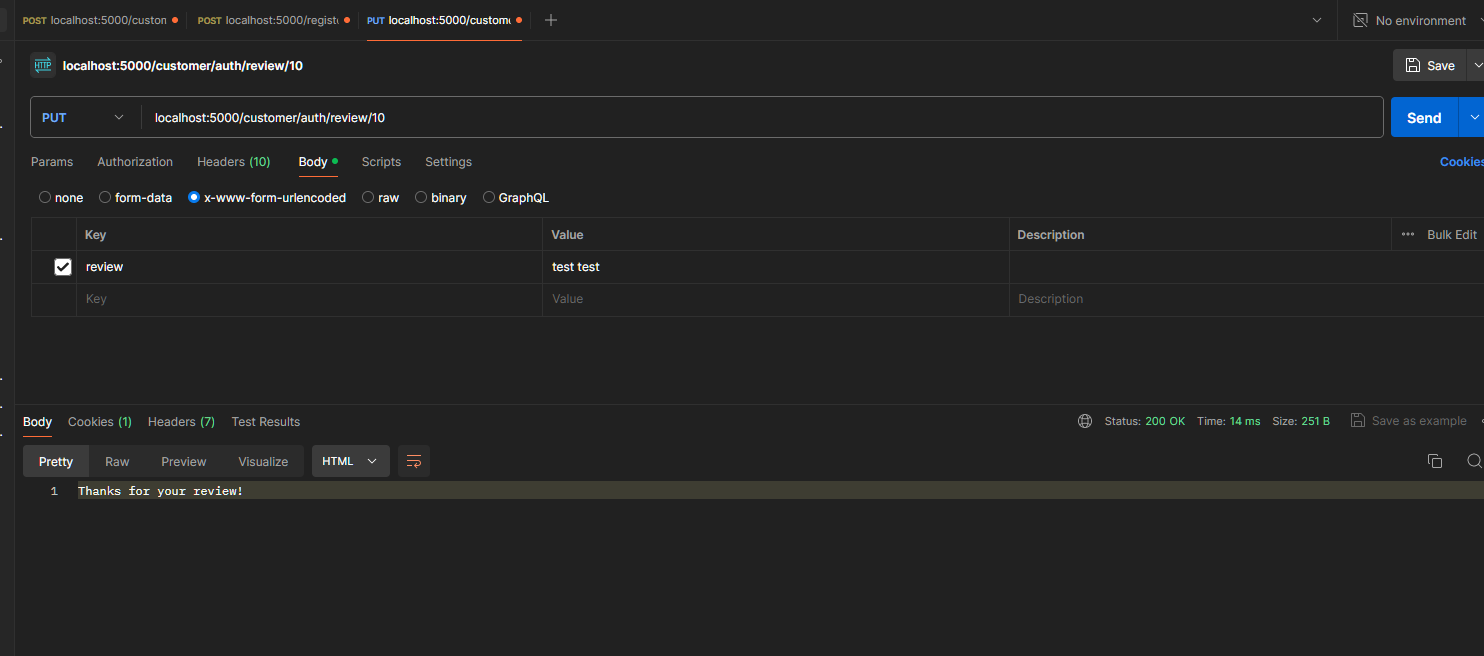 POST localhost:5000/custon POST localhost:5000/regist PUT localhost:5000/custom No environment
HTTP localhost:5000/customer/auth/review/10 Save
PUT localhost:5000/customer/auth/review/10 Send
Params Authorization Headers (10) Body Scripts Settings Cookies
none form-data x-www-form-urlencoded raw binary GraphQL
Key Value Description Bulk Edit
review test test
Key Value Description
Body Cookies (1) Headers (7) Test Results Status: 200 OK Time: 14 ms Size: 251 B Save as example
Pretty Raw Preview Visualize HTML
1 Thanks for your review!